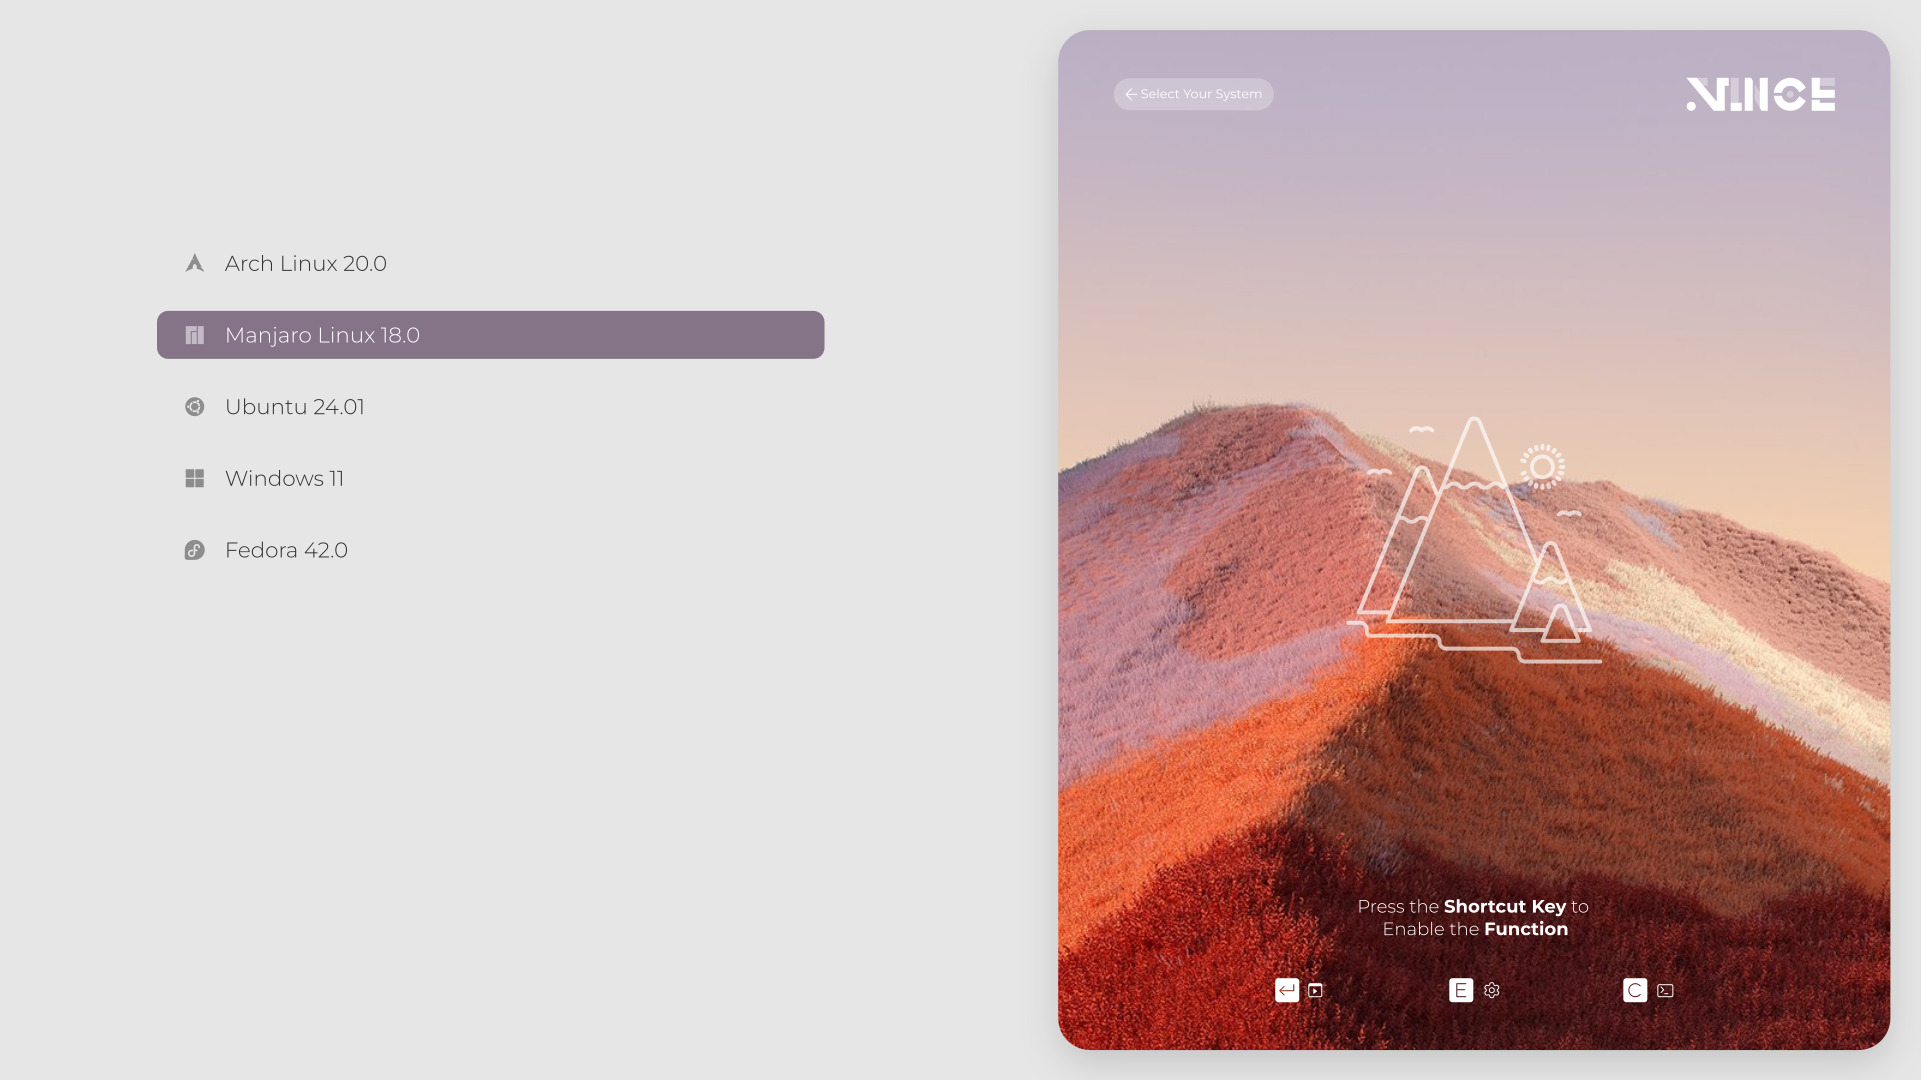 Arch Linux 20.0
Manjaro Linux 18.0
Ubuntu 24.01
Windows 11
Fedora 42.0
← Select Your System
VINCE
Press the Shortcut Key to
Enable the Function
E
C